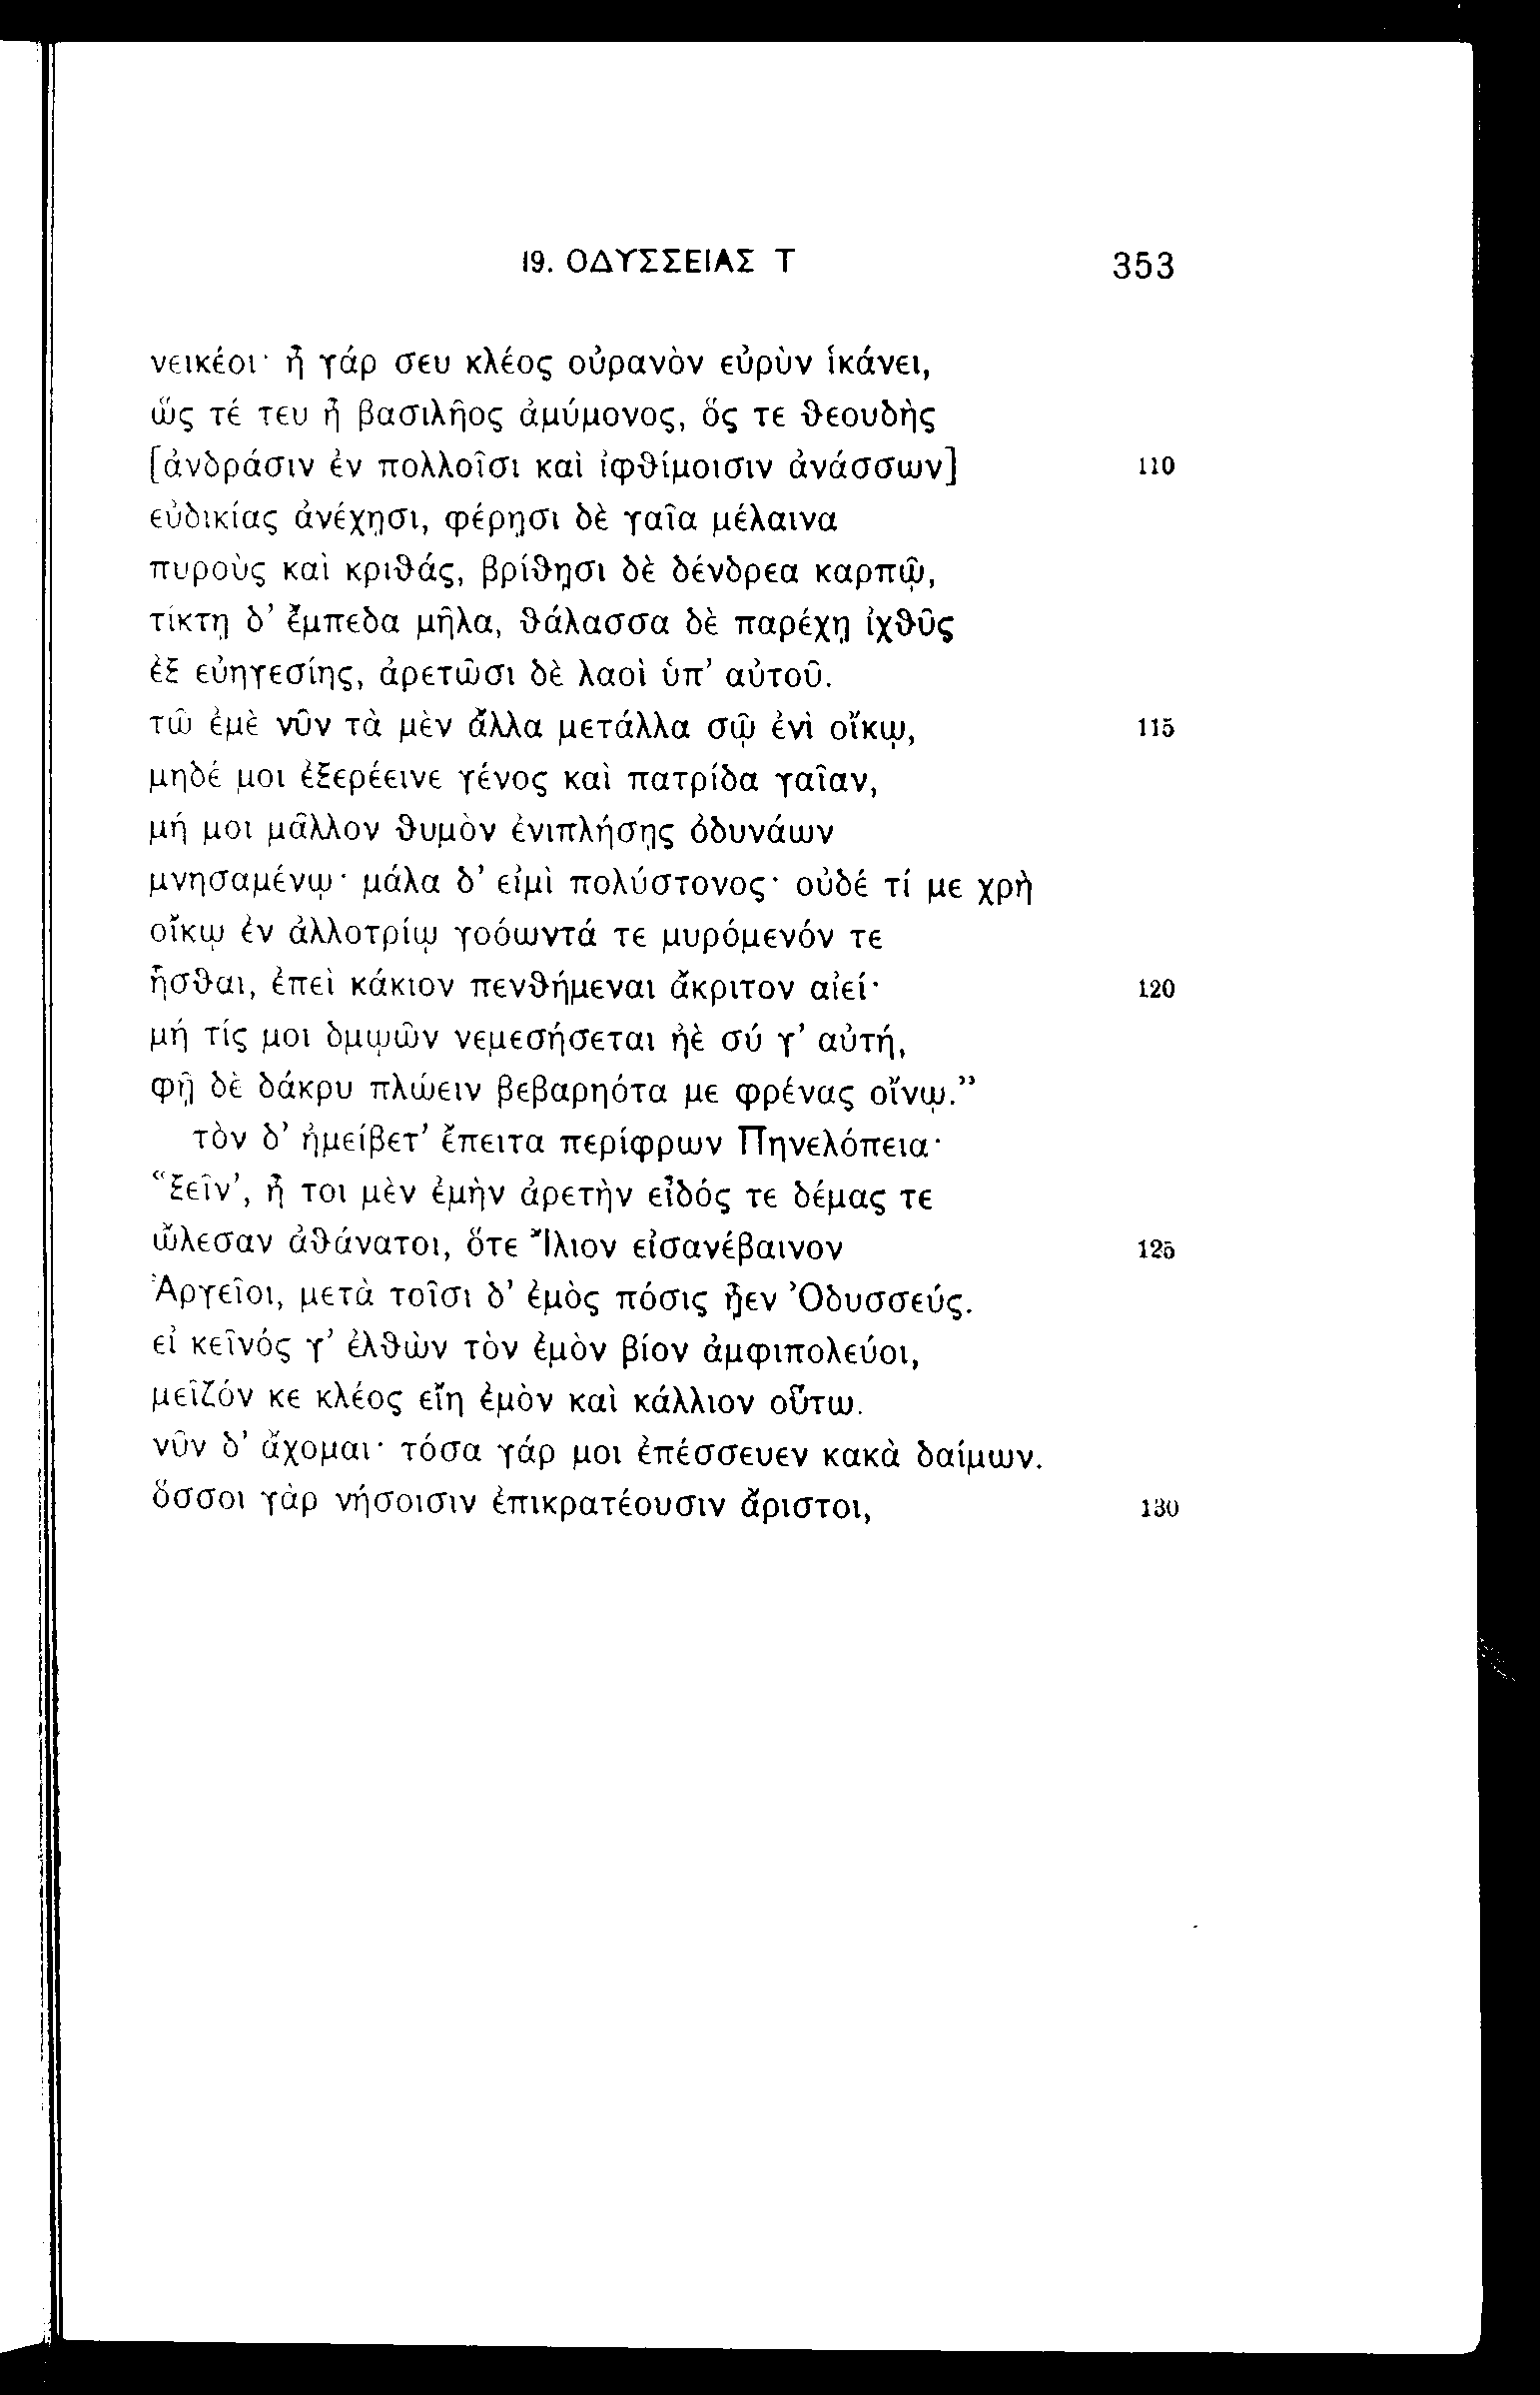 19. ΟΔΥΣΣΕΙΑΣ Τ 353
νεικέοι· ἦ γάρ σευ κλέος οὐρανὸν εὐρὺν ἱκάνει,
ὥς τέ τευ ἦ βασιλῆος ἀμύμονος, ὅς τε θεουδὴς
[ἀνδράσιν ἐν πολλοῖσι καὶ ἰφθίμοισιν ἀνάσσων] 110
εὐδικίας ἀνέχησι, φέρησι δὲ γαῖα μέλαινα
πυροὺς καὶ κριθάς, βρίθησι δὲ δένδρεα καρπῷ,
τίκτῃ δ’ ἔμπεδα μῆλα, θάλασσα δὲ παρέχῃ ἰχθῦς
ἐξ εὐηγεσίης, ἀρετῶσι δὲ λαοὶ ὑπ’ αὐτοῦ.
τῶ ἐμὲ νῦν τὰ μὲν ἄλλα μετάλλα σῷ ἐνὶ οἴκῳ, 115
μηδέ μοι ἐξερέεινε γένος καὶ πατρίδα γαῖαν,
μή μοι μᾶλλον θυμὸν ἐνιπλήσῃς ὀδυνάων
μνησαμένῳ· μάλα δ’ εἰμὶ πολύστονος· οὐδέ τί με χρὴ
οἴκῳ ἐν ἀλλοτρίῳ γοόωντά τε μυρόμενόν τε
ἧσθαι, ἐπεὶ κάκιον πενθήμεναι ἄκριτον αἰεί· 120
μή τίς μοι δμῳῶν νεμεσήσεται ἠὲ σύ γ’ αὐτή,
φῇ δὲ δάκρυ πλώειν βεβαρηότα με φρένας οἴνῳ.”
τὸν δ’ ἠμείβετ’ ἔπειτα περίφρων Πηνελόπεια·
“ξεῖν’, ἦ τοι μὲν ἐμὴν ἀρετὴν εἶδός τε δέμας τε
ὤλεσαν ἀθάνατοι, ὅτε Ἴλιον εἰσανέβαινον 125
Ἀργεῖοι, μετὰ τοῖσι δ’ ἐμὸς πόσις ᾖεν Ὀδυσσεύς.
εἰ κεῖνός γ’ ἐλθὼν τὸν ἐμὸν βίον ἀμφιπολεύοι,
μεῖζόν κε κλέος εἴη ἐμὸν καὶ κάλλιον οὕτω.
νῦν δ’ ἄχομαι· τόσα γάρ μοι ἐπέσσευεν κακὰ δαίμων.
ὅσσοι γὰρ νήσοισιν ἐπικρατέουσιν ἄριστοι, 130